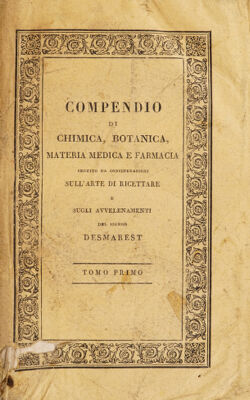 COMPENDIO
DI
CHIMICA, BOTANICA,
MATERIA MEDICA E FARMACIA
SEGUITO DA CONSIDERAZIONI
SULL'ARTE DI RICETTARE
E
SUGLI AVVELENAMENTI
DEL SIGNOR
DESMAREST
TOMO PRIMO